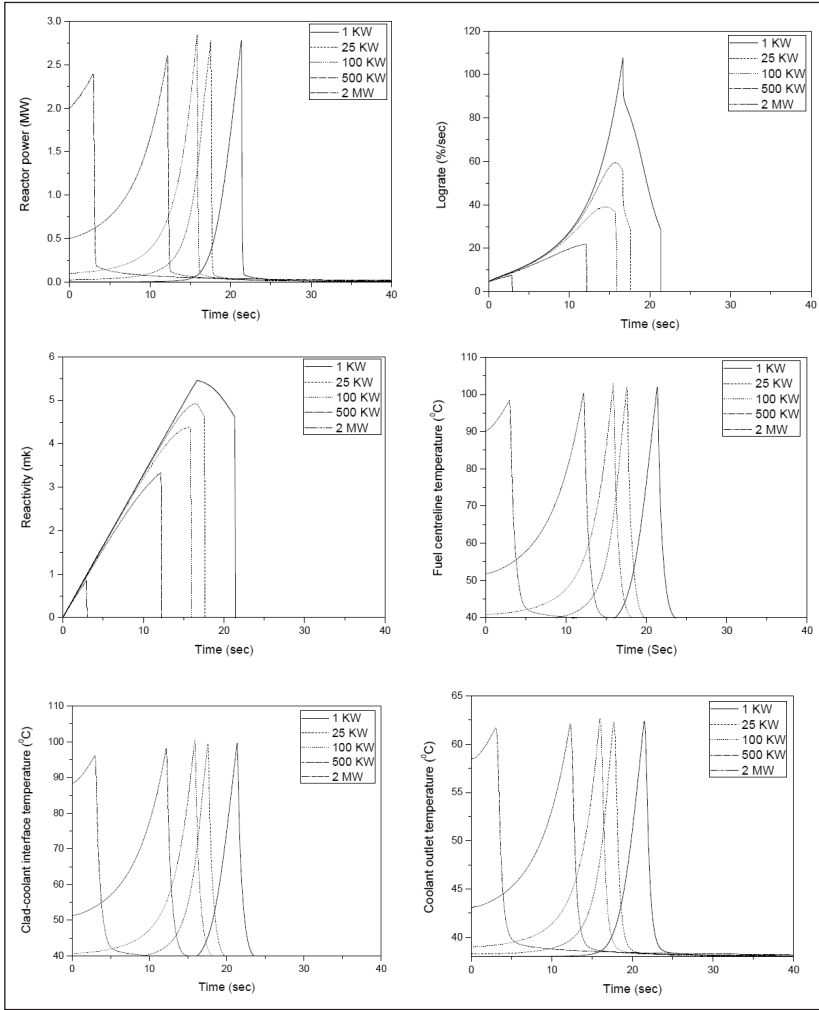 3.0
2.5
2.0
1.5
1.0
0.5
0.0
Reactor power (MW)
0
10
20
30
40
Time (sec)
1 KW
25 KW
100 KW
500 KW
2 MW
120
100
80
60
40
20
0
Lograte (%/sec)
0
10
20
30
40
Time (sec)
1 KW
25 KW
100 KW
500 KW
2 MW
6
5
4
3
2
1
0
Reactivity (mk)
0
10
20
30
40
Time (sec)
1 KW
25 KW
100 KW
500 KW
2 MW
110
100
90
80
70
60
50
40
Fuel centreline temperature (⁰C)
0
10
20
30
40
Time (Sec)
1 KW
25 KW
100 KW
500 KW
2 MW
110
100
90
80
70
60
50
40
Clad-coolant interface temperature (⁰C)
0
10
20
30
40
Time (sec)
1 KW
25 KW
100 KW
500 KW
2 MW
65
60
55
50
45
40
Coolant outlet temperature (⁰C)
0
10
20
30
40
Time (sec)
1 KW
25 KW
100 KW
500 KW
2 MW